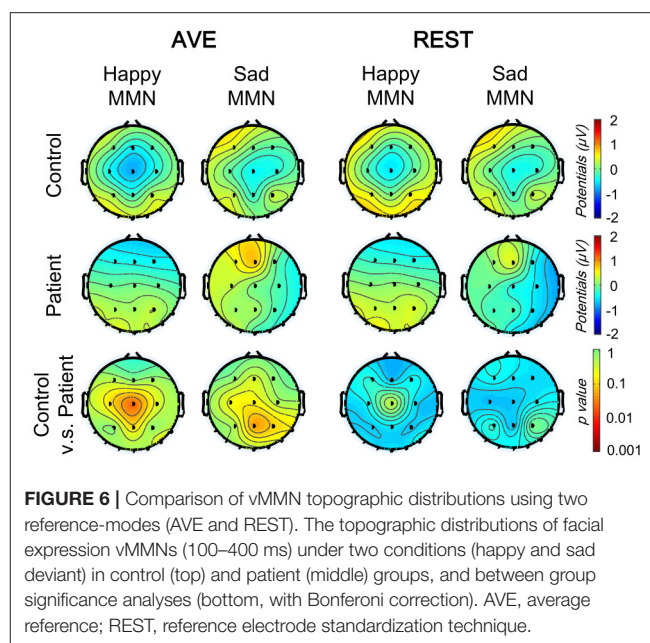 AVE REST
Happy MMN Sad MMN Happy MMN Sad MMN
Control
2
1
0
-1
-2
Potentials (μV)
Patient
2
1
0
-1
-2
Potentials (μV)
Control v.s. Patient
1
0.1
0.01
0.001
p value
FIGURE 6 | Comparison of vMMN topographic distributions using two
reference-modes (AVE and REST). The topographic distributions of facial
expression vMMNs (100–400 ms) under two conditions (happy and sad
deviant) in control (top) and patient (middle) groups, and between group
significance analyses (bottom, with Bonferoni correction). AVE, average
reference; REST, reference electrode standardization technique.